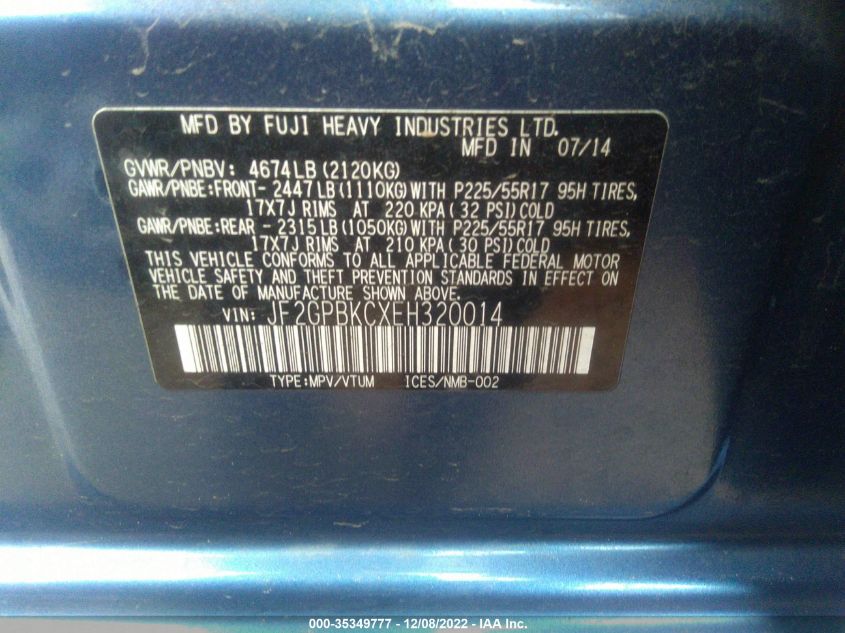 MFD BY FUJI HEAVY INDUSTRIES LTD.
MFD IN 07/14
GVWR/PNBV: 4674LB(2120KG)
GAWR/PNBE:FRONT- 2447LB(1110KG)WITH P225/55R17 95H TIRES,
17X7J RIMS AT 220KPA( 32 PSI)COLD
GAWR/PNBE:REAR - 2315LB(1050KG)WITH P225/55R17 95H TIRES,
17X7J RIMS AT 210KPA( 30 PSI)COLD
THIS VEHICLE CONFORMS TO ALL APPLICABLE FEDERAL MOTOR
VEHICLE SAFETY AND THEFT PREVENTION STANDARDS IN EFFECT ON
THE DATE OF MANUFACTURE SHOWN ABOVE.
VIN: JF2GPBKCXEH320014
TYPE:MPV/VTUM ICES/NMB-002
000-35349777 - 12/08/2022 - IAA Inc.